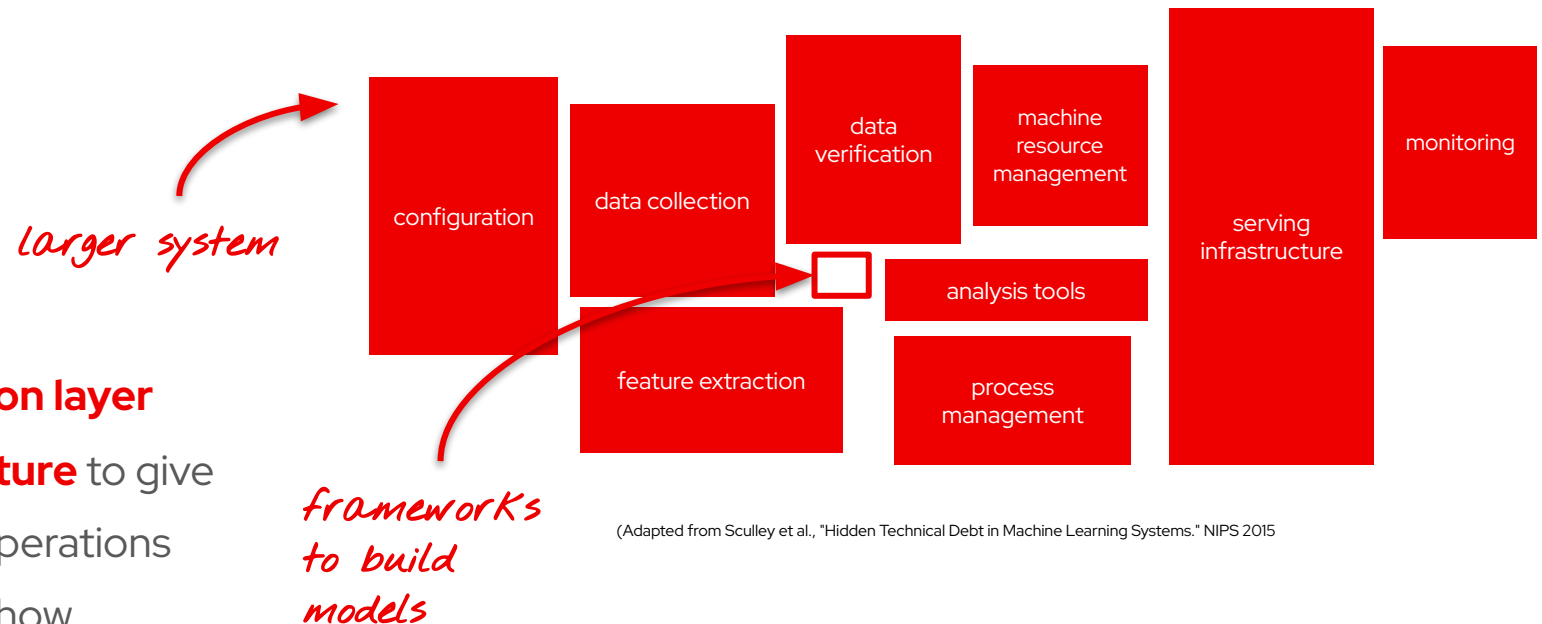 larger system
configuration
data collection
data
verification
machine
resource
management
serving
infrastructure
monitoring
analysis tools
feature extraction
process
management
on layer
ture to give
perations
how
frameworks
to build
models
(Adapted from Sculley et al., "Hidden Technical Debt in Machine Learning Systems." NIPS 2015